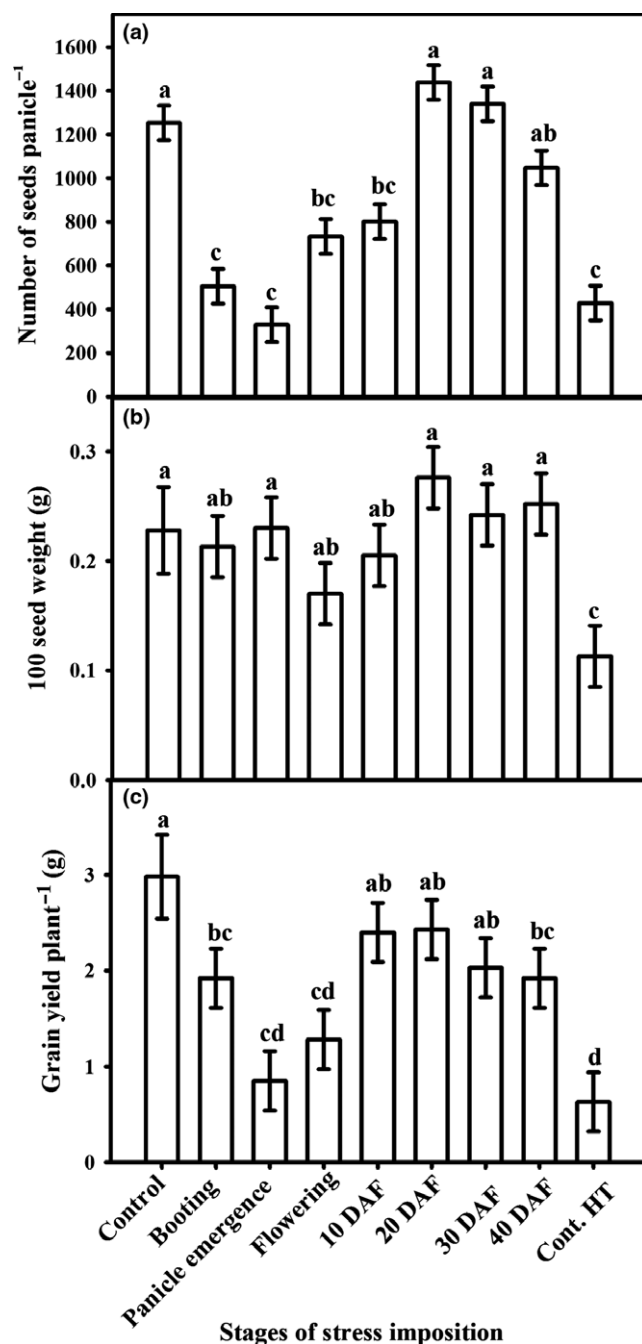 (a)
Number of seeds panicle⁻¹
1600
1400
1200
1000
800
600
400
200
0
a
c
c
bc
bc
a
a
ab
c
(b)
100 seed weight (g)
0.3
0.2
0.1
0.0
a
ab
a
ab
ab
a
a
a
c
(c)
Grain yield plant⁻¹ (g)
3
2
1
0
a
bc
cd
cd
ab
ab
ab
bc
d
Control
Booting
Panicle emergence
Flowering
10 DAF
20 DAF
30 DAF
40 DAF
Cont. HT
Stages of stress imposition